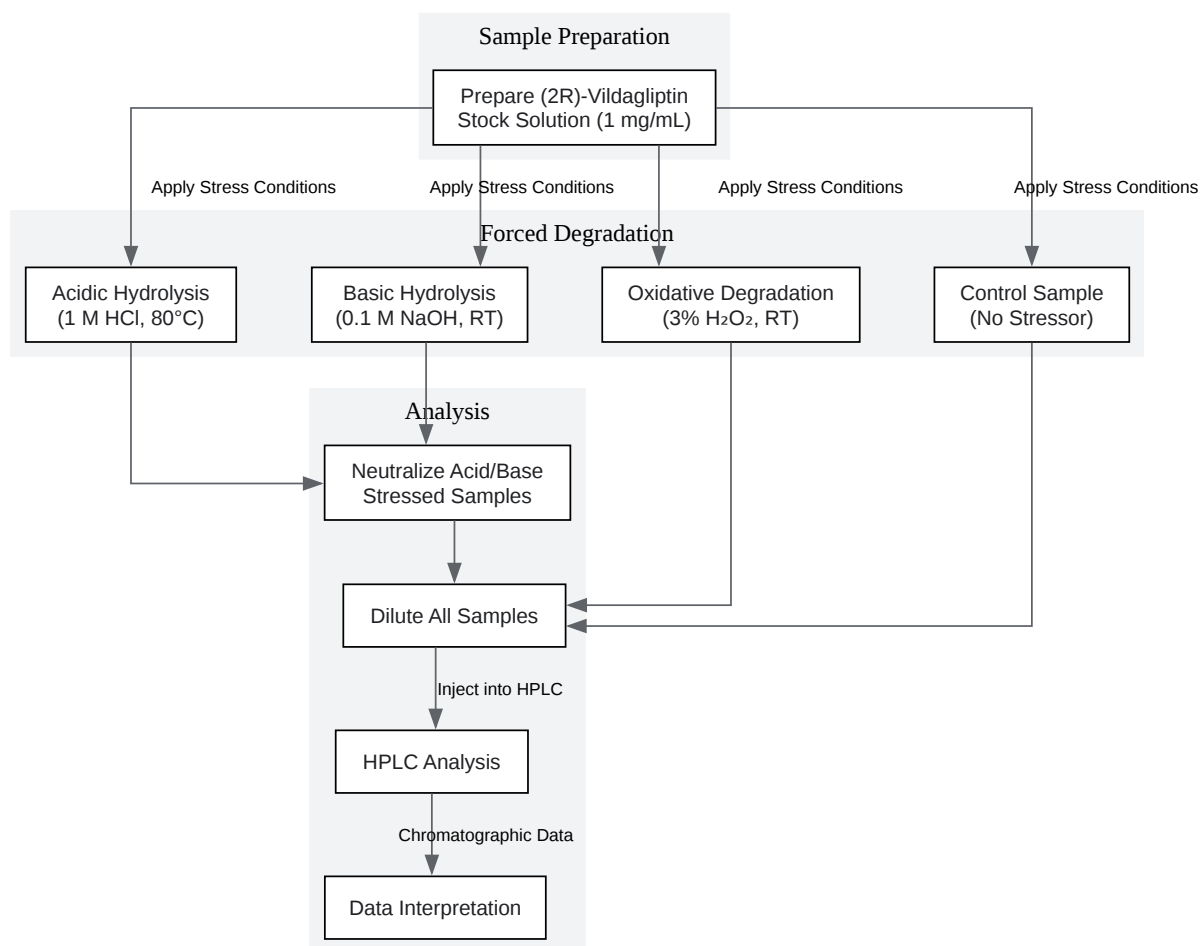 Sample Preparation
Prepare (2R)-Vildagliptin
Stock Solution (1 mg/mL)
Apply Stress Conditions
Apply Stress Conditions
Apply Stress Conditions
Apply Stress Conditions
Forced Degradation
Acidic Hydrolysis
(1 M HCl, 80°C)
Basic Hydrolysis
(0.1 M NaOH, RT)
Oxidative Degradation
(3% H₂O₂, RT)
Control Sample
(No Stressor)
Analysis
Neutralize Acid/Base
Stressed Samples
Dilute All Samples
Inject into HPLC
HPLC Analysis
Chromatographic Data
Data Interpretation